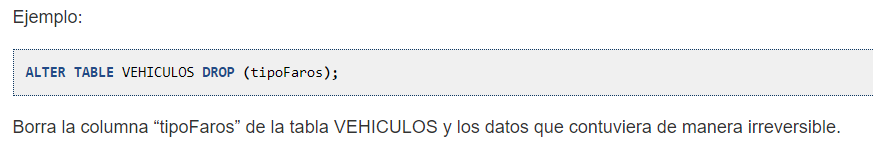 Ejemplo:
ALTER TABLE VEHICULOS DROP (tipoFaros);
Borra la columna “tipoFaros” de la tabla VEHICULOS y los datos que contuviera de manera irreversible.